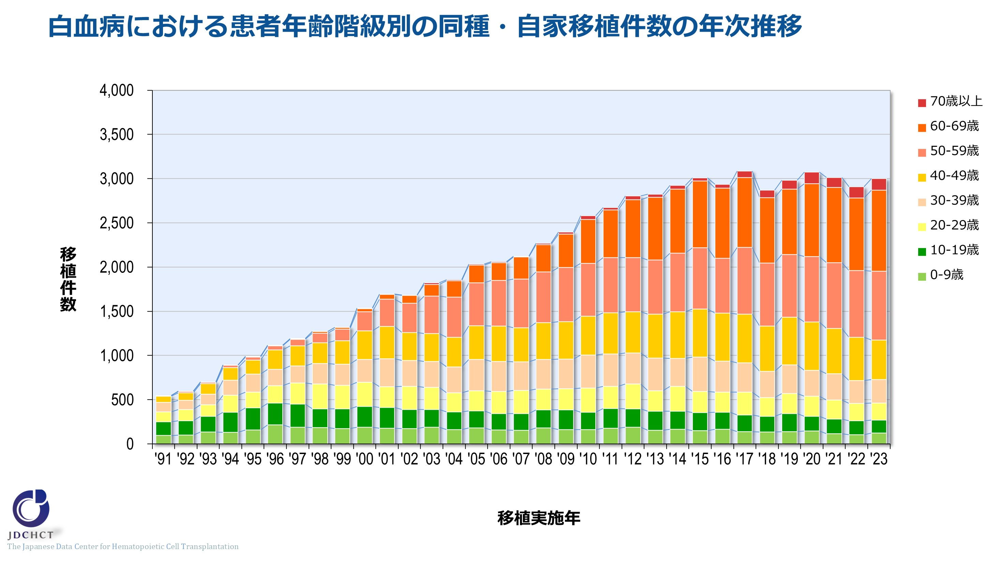 白血病における患者年齢階級別の同種・自家移植件数の年次推移
4,000
3,500
3,000
2,500
2,000
1,500
1,000
500
0
移植件数
'91 '92 '93 '94 '95 '96 '97 '98 '99 '00 '01 '02 '03 '04 '05 '06 '07 '08 '09 '10 '11 '12 '13 '14 '15 '16 '17 '18 '19 '20 '21 '22 '23
移植実施年
70歳以上
60-69歳
50-59歳
40-49歳
30-39歳
20-29歳
10-19歳
0-9歳
JDCHCT
The Japanese Data Center for Hematopoietic Cell Transplantation